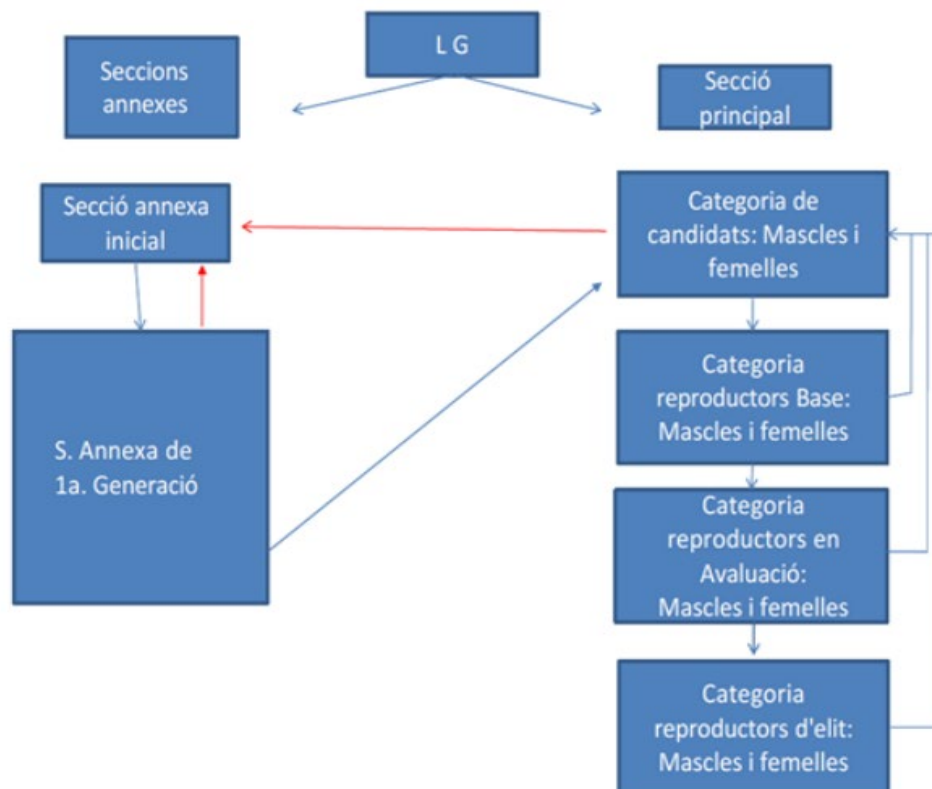 L G
Seccions
annexes
Secció
principal
Secció annexa
inicial
Categoria de
candidats: Mascles i
femelles
S. Annexa de
1a. Generació
Categoria
reproductors Base:
Mascles i femelles
Categoria
reproductors en
Avaluació:
Mascles i femelles
Categoria
reproductors d'elit:
Mascles i femelles